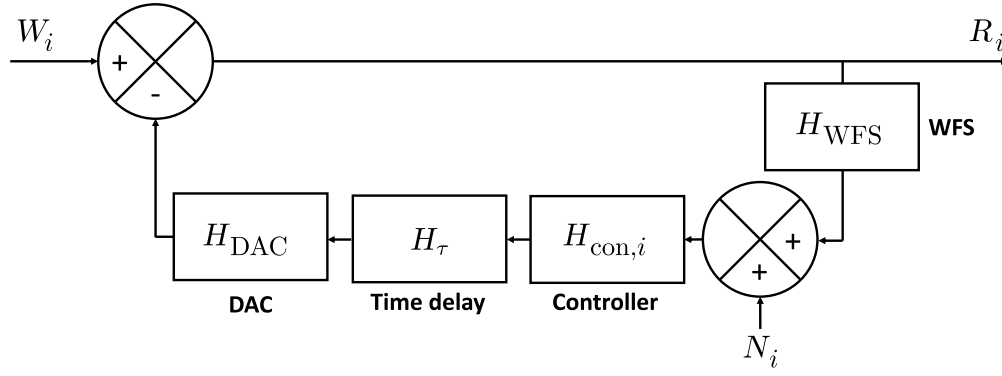 W_i
R_i
+
-
H_WFS
WFS
H_DAC
H_τ
H_con,i
+
+
DAC
Time delay
Controller
N_i